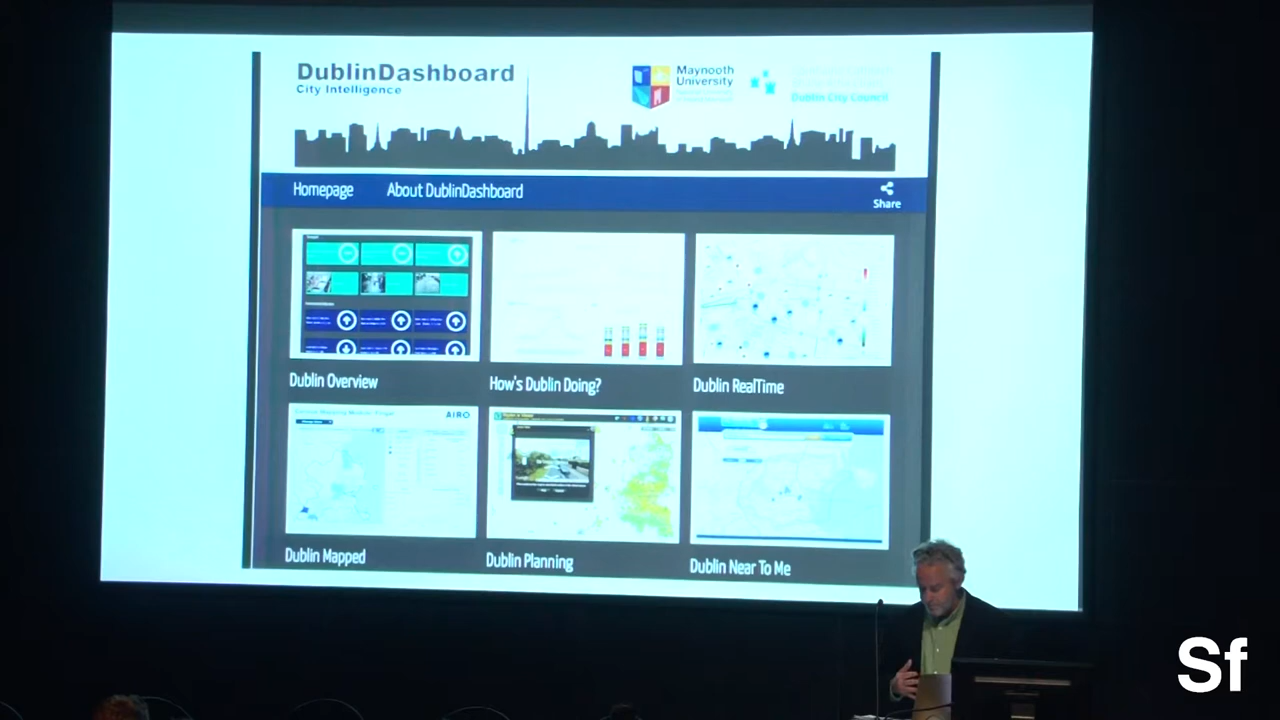 DublinDashboard
City Intelligence
Maynooth
University
Dublin City Council
Homepage
About DublinDashboard
Share
Dublin Overview
How's Dublin Doing?
Dublin RealTime
AIRO
Dublin Mapped
Dublin Planning
Dublin Near To Me
Sf